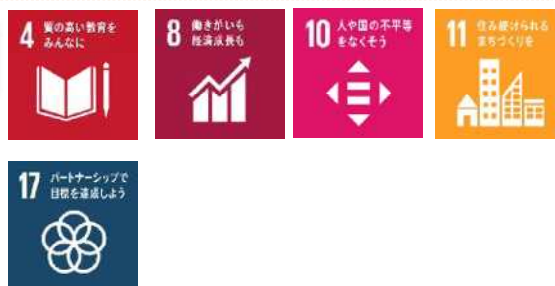 4 質の高い教育を
みんなに
8 働きがいも
経済成長も
10 人や国の不平等
をなくそう
11 住み続けられる
まちづくりを
17 パートナーシップで
目標を達成しよう